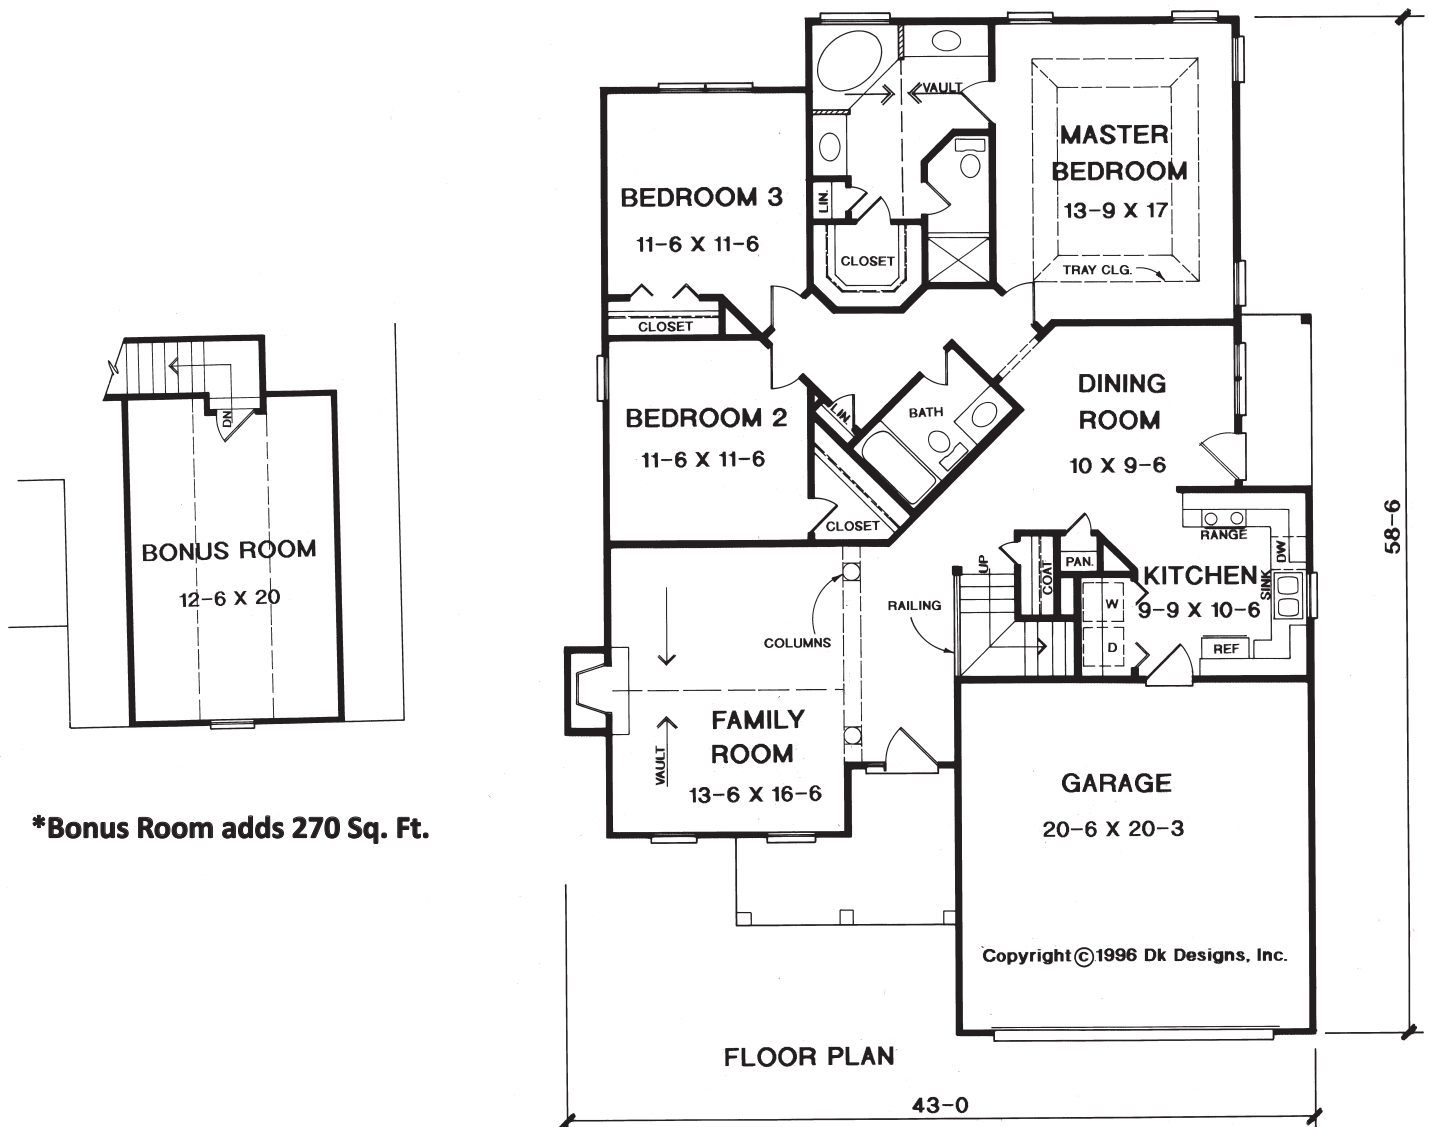 VAULT
MASTER
BEDROOM
13-9 X 17
TRAY CLG.
BEDROOM 3
11-6 X 11-6
LIN.
CLOSET
CLOSET
DINING
ROOM
10 X 9-6
BEDROOM 2
11-6 X 11-6
LIN.
BATH
CLOSET
DN
BONUS ROOM
12-6 X 20
58-6
RANGE
DW
UP
COAT
PAN.
KITCHEN
9-9 X 10-6
SINK
W
D
REF
RAILING
COLUMNS
FAMILY
ROOM
13-6 X 16-6
VAULT
GARAGE
20-6 X 20-3
*Bonus Room adds 270 Sq. Ft.
Copyright © 1996 Dk Designs, Inc.
FLOOR PLAN
43-0